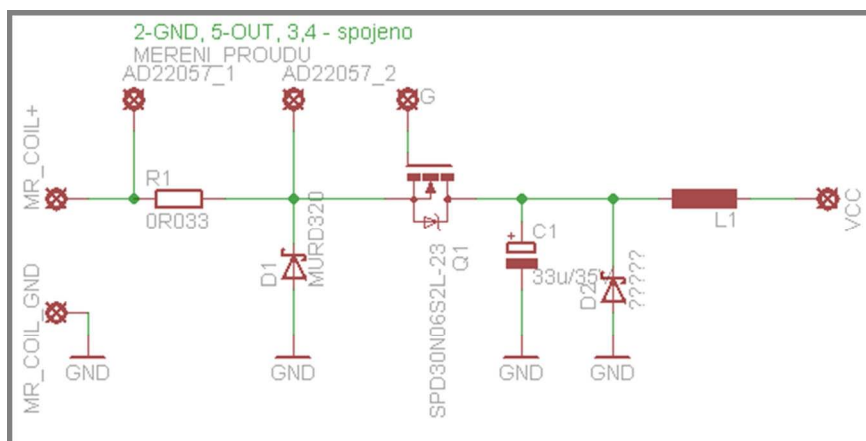 2-GND, 5-OUT, 3,4 - spojeno
MERENI_PROUDU
AD22057_1
AD22057_2
G
MR_COIL+
R1
0R033
D1
MURD320
SPD30N06S2L-23
Q1
C1
33u/35V
D2
?????
L1
VCC
MR_COIL_GND
GND
GND
GND
GND